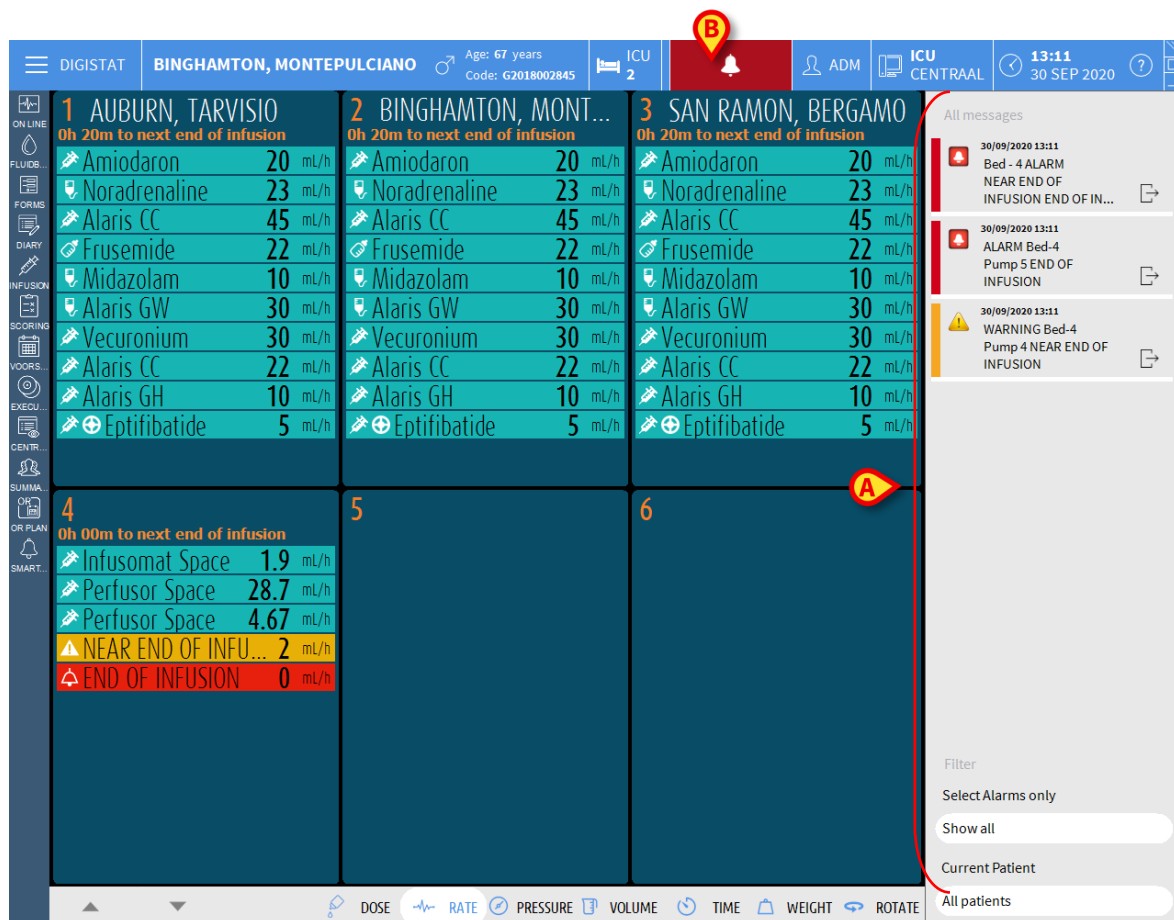 B
DIGISTAT
BINGHAMTON, MONTEPULCIANO
Age: 67 years
Code: G2018002845
ICU
2
ADM
ICU
CENTRAAL
13:11
30 SEP 2020
?
ON LINE
FLUIDB...
FORMS
DIARY
INFUSION
SCORING
VOORS...
EXECU...
CENTR...
SUMMA...
OR
OR PLAN
SMART...
1 AUBURN, TARVISIO
0h 20m to next end of infusion
Amiodaron 20 mL/h
Noradrenaline 23 mL/h
Alaris CC 45 mL/h
Frusemide 22 mL/h
Midazolam 10 mL/h
Alaris GW 30 mL/h
Vecuronium 30 mL/h
Alaris CC 22 mL/h
Alaris GH 10 mL/h
Eptifibatide 5 mL/h
2 BINGHAMTON, MONT...
0h 20m to next end of infusion
Amiodaron 20 mL/h
Noradrenaline 23 mL/h
Alaris CC 45 mL/h
Frusemide 22 mL/h
Midazolam 10 mL/h
Alaris GW 30 mL/h
Vecuronium 30 mL/h
Alaris CC 22 mL/h
Alaris GH 10 mL/h
Eptifibatide 5 mL/h
3 SAN RAMON, BERGAMO
0h 20m to next end of infusion
Amiodaron 20 mL/h
Noradrenaline 23 mL/h
Alaris CC 45 mL/h
Frusemide 22 mL/h
Midazolam 10 mL/h
Alaris GW 30 mL/h
Vecuronium 30 mL/h
Alaris CC 22 mL/h
Alaris GH 10 mL/h
Eptifibatide 5 mL/h
A
4
0h 00m to next end of infusion
Infusomat Space 1.9 mL/h
Perfusor Space 28.7 mL/h
Perfusor Space 4.67 mL/h
NEAR END OF INFU... 2 mL/h
END OF INFUSION 0 mL/h
5
6
All messages
30/09/2020 13:11
Bed - 4 ALARM
NEAR END OF
INFUSION END OF IN...
30/09/2020 13:11
ALARM Bed-4
Pump 5 END OF
INFUSION
30/09/2020 13:11
WARNING Bed-4
Pump 4 NEAR END OF
INFUSION
Filter
Select Alarms only
Show all
Current Patient
All patients
DOSE
RATE
PRESSURE
VOLUME
TIME
WEIGHT
ROTATE